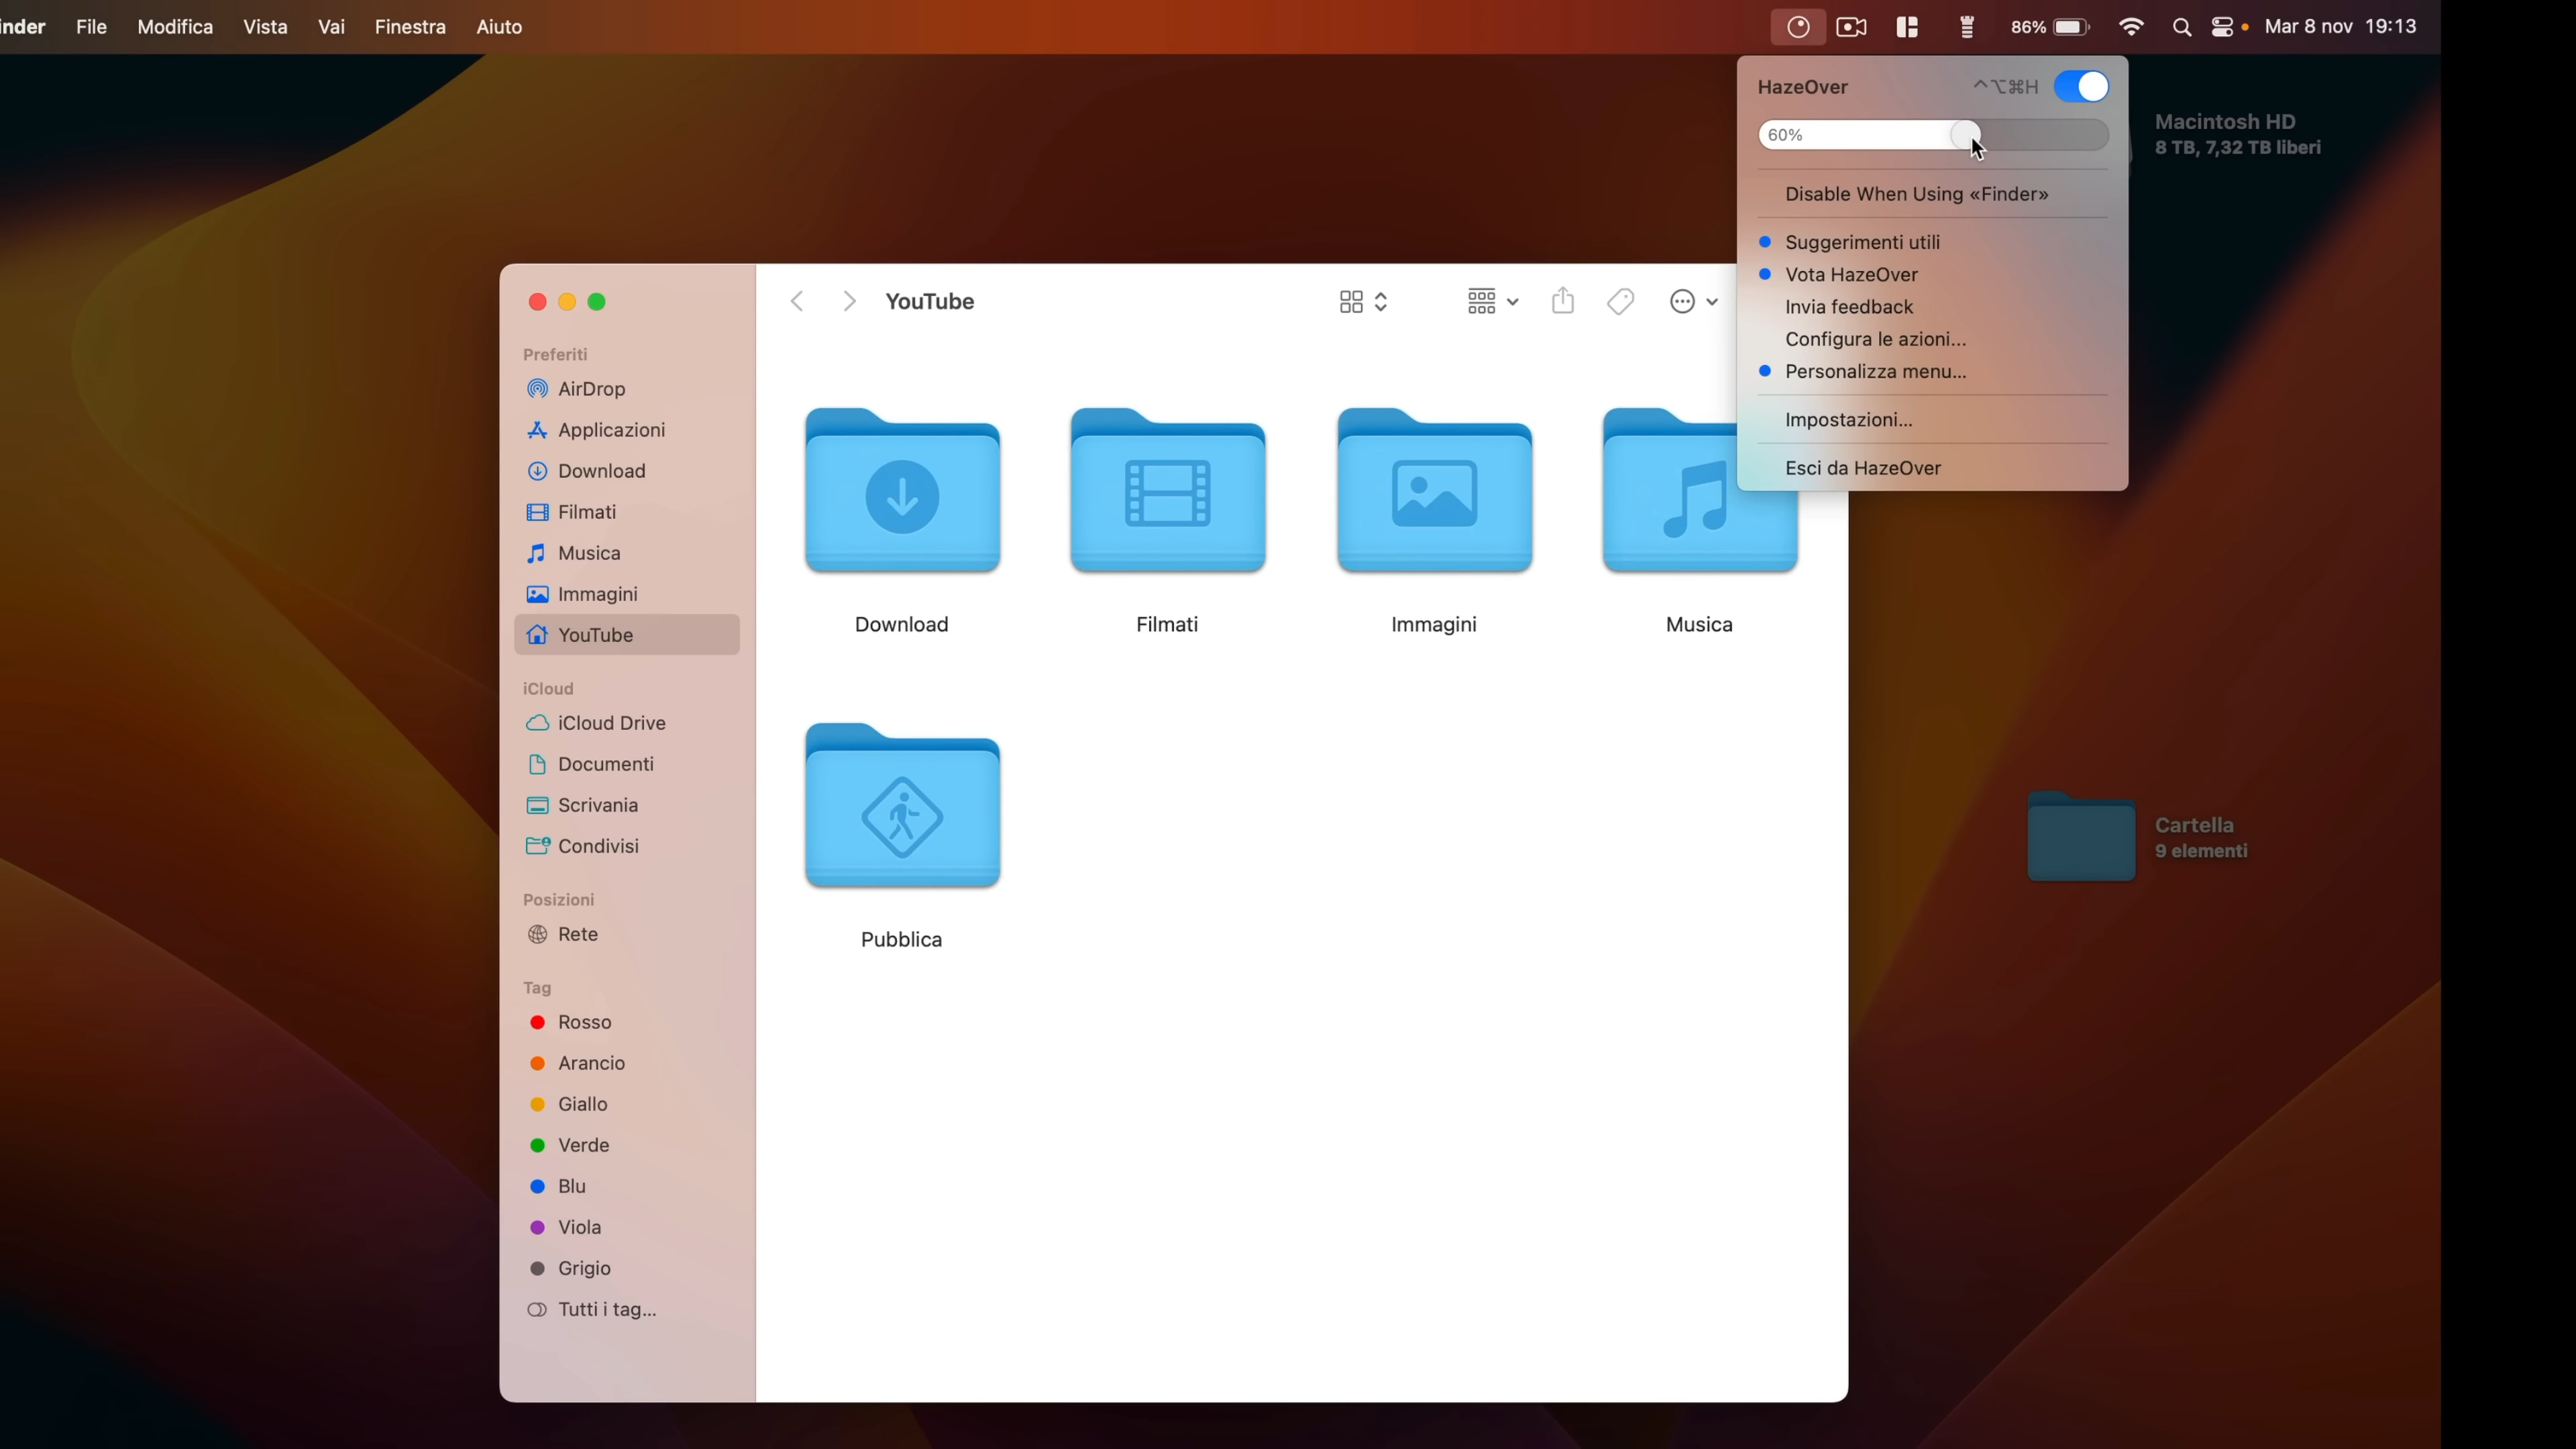 inder File Modifica Vista Vai Finestra Aiuto 86% Mar 8 nov 19:13
HazeOver ^⌥⌘H
60%
Disable When Using «Finder»
Suggerimenti utili
Vota HazeOver
Invia feedback
Configura le azioni...
Personalizza menu...
Impostazioni...
Esci da HazeOver
Macintosh HD
8 TB, 7,32 TB liberi
YouTube
Preferiti
AirDrop
Applicazioni
Download
Filmati
Musica
Immagini
YouTube
iCloud
iCloud Drive
Documenti
Scrivania
Condivisi
Posizioni
Rete
Tag
Rosso
Arancio
Giallo
Verde
Blu
Viola
Grigio
Tutti i tag...
Download Filmati Immagini Musica
Pubblica
Cartella
9 elementi